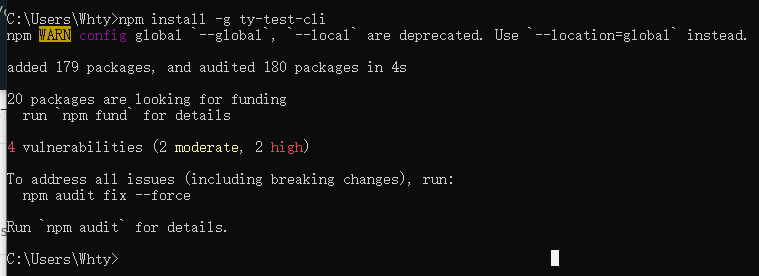 C:\Users\Whty>npm install -g ty-test-cli
npm WARN config global `--global`, `--local` are deprecated. Use `--location=global` instead.
added 179 packages, and audited 180 packages in 4s
20 packages are looking for funding
run `npm fund` for details
4 vulnerabilities (2 moderate, 2 high)
To address all issues (including breaking changes), run:
npm audit fix --force
Run `npm audit` for details.
C:\Users\Whty>